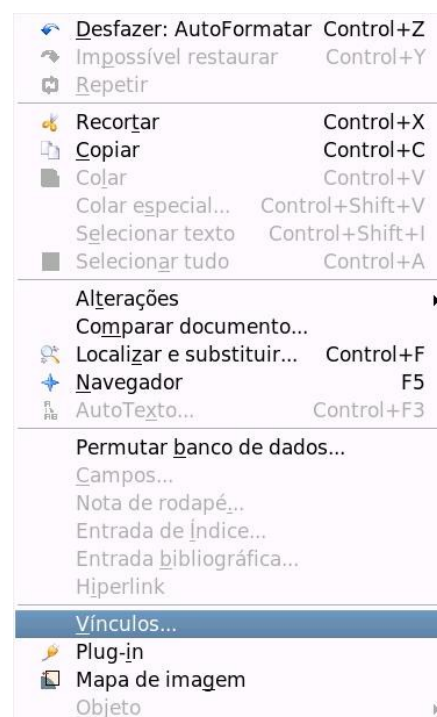 Desfazer: AutoFormatar Control+Z
Impossível restaurar Control+Y
Repetir
Recortar Control+X
Copiar Control+C
Colar Control+V
Colar especial... Control+Shift+V
Selecionar texto Control+Shift+I
Selecionar tudo Control+A
Alterações
Comparar documento...
Localizar e substituir... Control+F
Navegador F5
AutoTexto... Control+F3
Permutar banco de dados...
Campos...
Nota de rodapé...
Entrada de Índice...
Entrada bibliográfica...
Hiperlink
Vínculos...
Plug-in
Mapa de imagem
Objeto